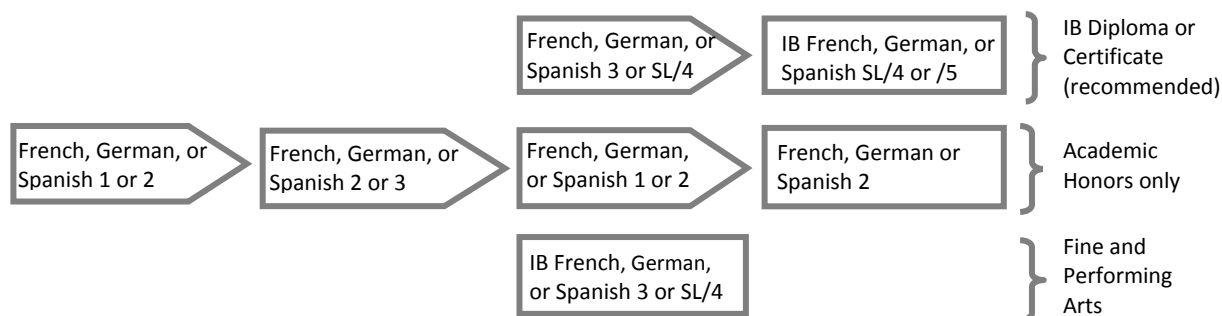 French, German, or
Spanish 3 or SL/4
IB French, German, or
Spanish SL/4 or /5
IB Diploma or
Certificate
(recommended)
French, German, or
Spanish 1 or 2
French, German, or
Spanish 2 or 3
French, German,
or Spanish 1 or 2
French, German or
Spanish 2
Academic
Honors only
IB French, German,
or Spanish 3 or SL/4
Fine and
Performing
Arts